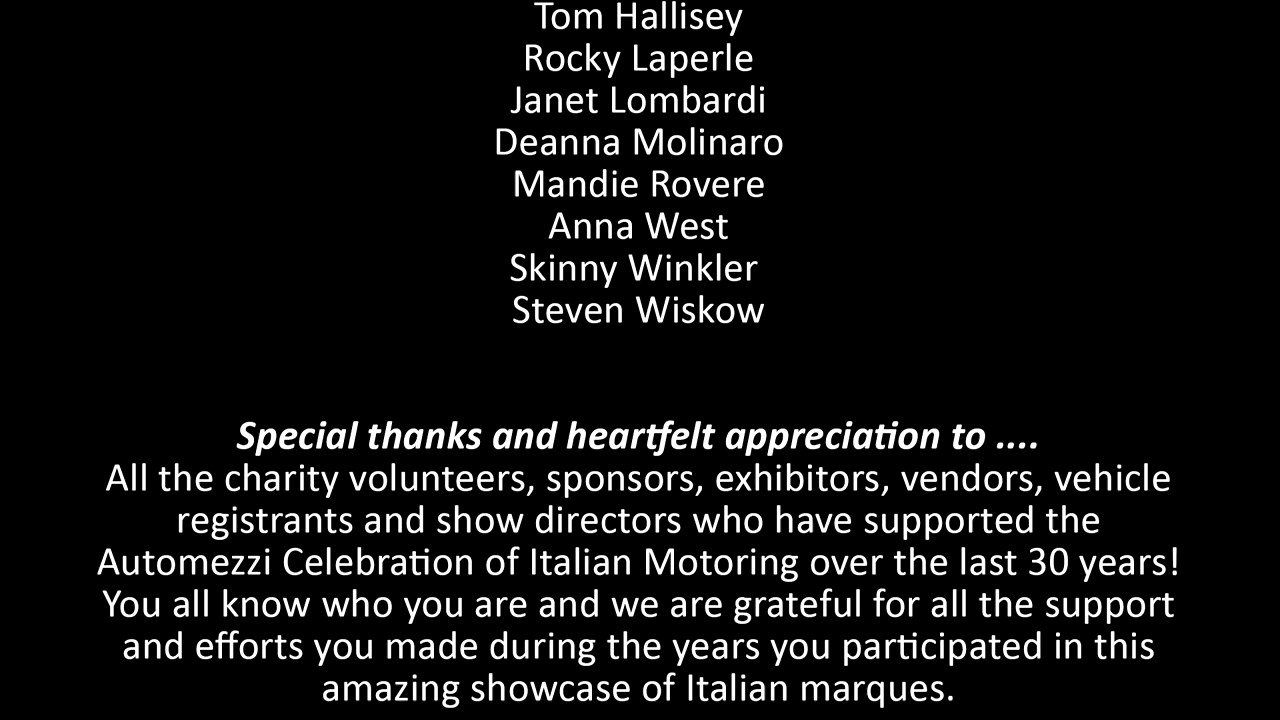 Tom Hallisey
Rocky Laperle
Janet Lombardi
Deanna Molinaro
Mandie Rovere
Anna West
Skinny Winkler
Steven Wiskow
Special thanks and heartfelt appreciation to ....
All the charity volunteers, sponsors, exhibitors, vendors, vehicle
registrants and show directors who have supported the
Automezzi Celebration of Italian Motoring over the last 30 years!
You all know who you are and we are grateful for all the support
and efforts you made during the years you participated in this
amazing showcase of Italian marques.